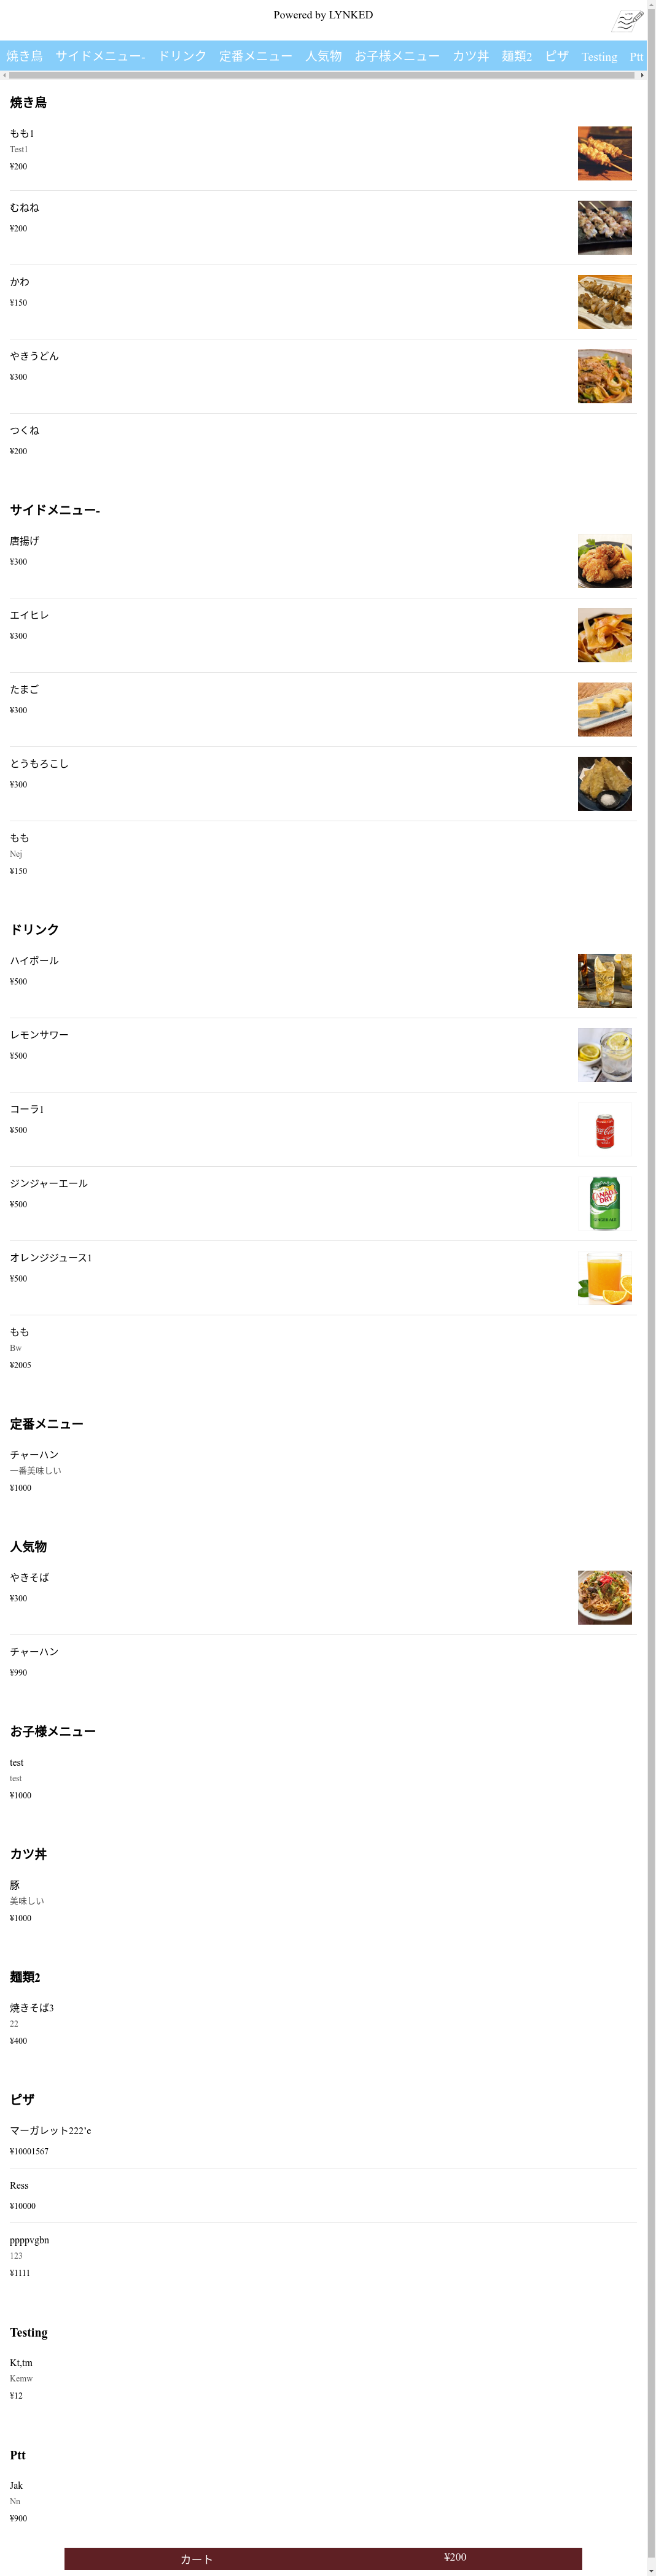 Powered by LYNKED
焼き鳥 サイドメニュー- ドリンク 定番メニュー 人気物 お子様メニュー カツ丼 麺類2 ピザ Testing Ptt
焼き鳥
もも1
Test1
¥200
むねね
¥200
かわ
¥150
やきうどん
¥300
つくね
¥200
サイドメニュー-
唐揚げ
¥300
エイヒレ
¥300
たまご
¥300
とうもろこし
¥300
もも
Nej
¥150
ドリンク
ハイボール
¥500
レモンサワー
¥500
コーラ1
¥500
ジンジャーエール
¥500
CANADA
DRY
オレンジジュース1
¥500
もも
Bw
¥2005
定番メニュー
チャーハン
一番美味しい
¥1000
人気物
やきそば
¥300
チャーハン
¥990
お子様メニュー
test
test
¥1000
カツ丼
豚
美味しい
¥1000
麺類2
焼きそば3
22
¥400
ピザ
マーガレット222’e
¥10001567
Ress
¥10000
ppppvgbn
123
¥1111
Testing
Kt,tm
Kemw
¥12
Ptt
Jak
Nn
¥900
カート ¥200